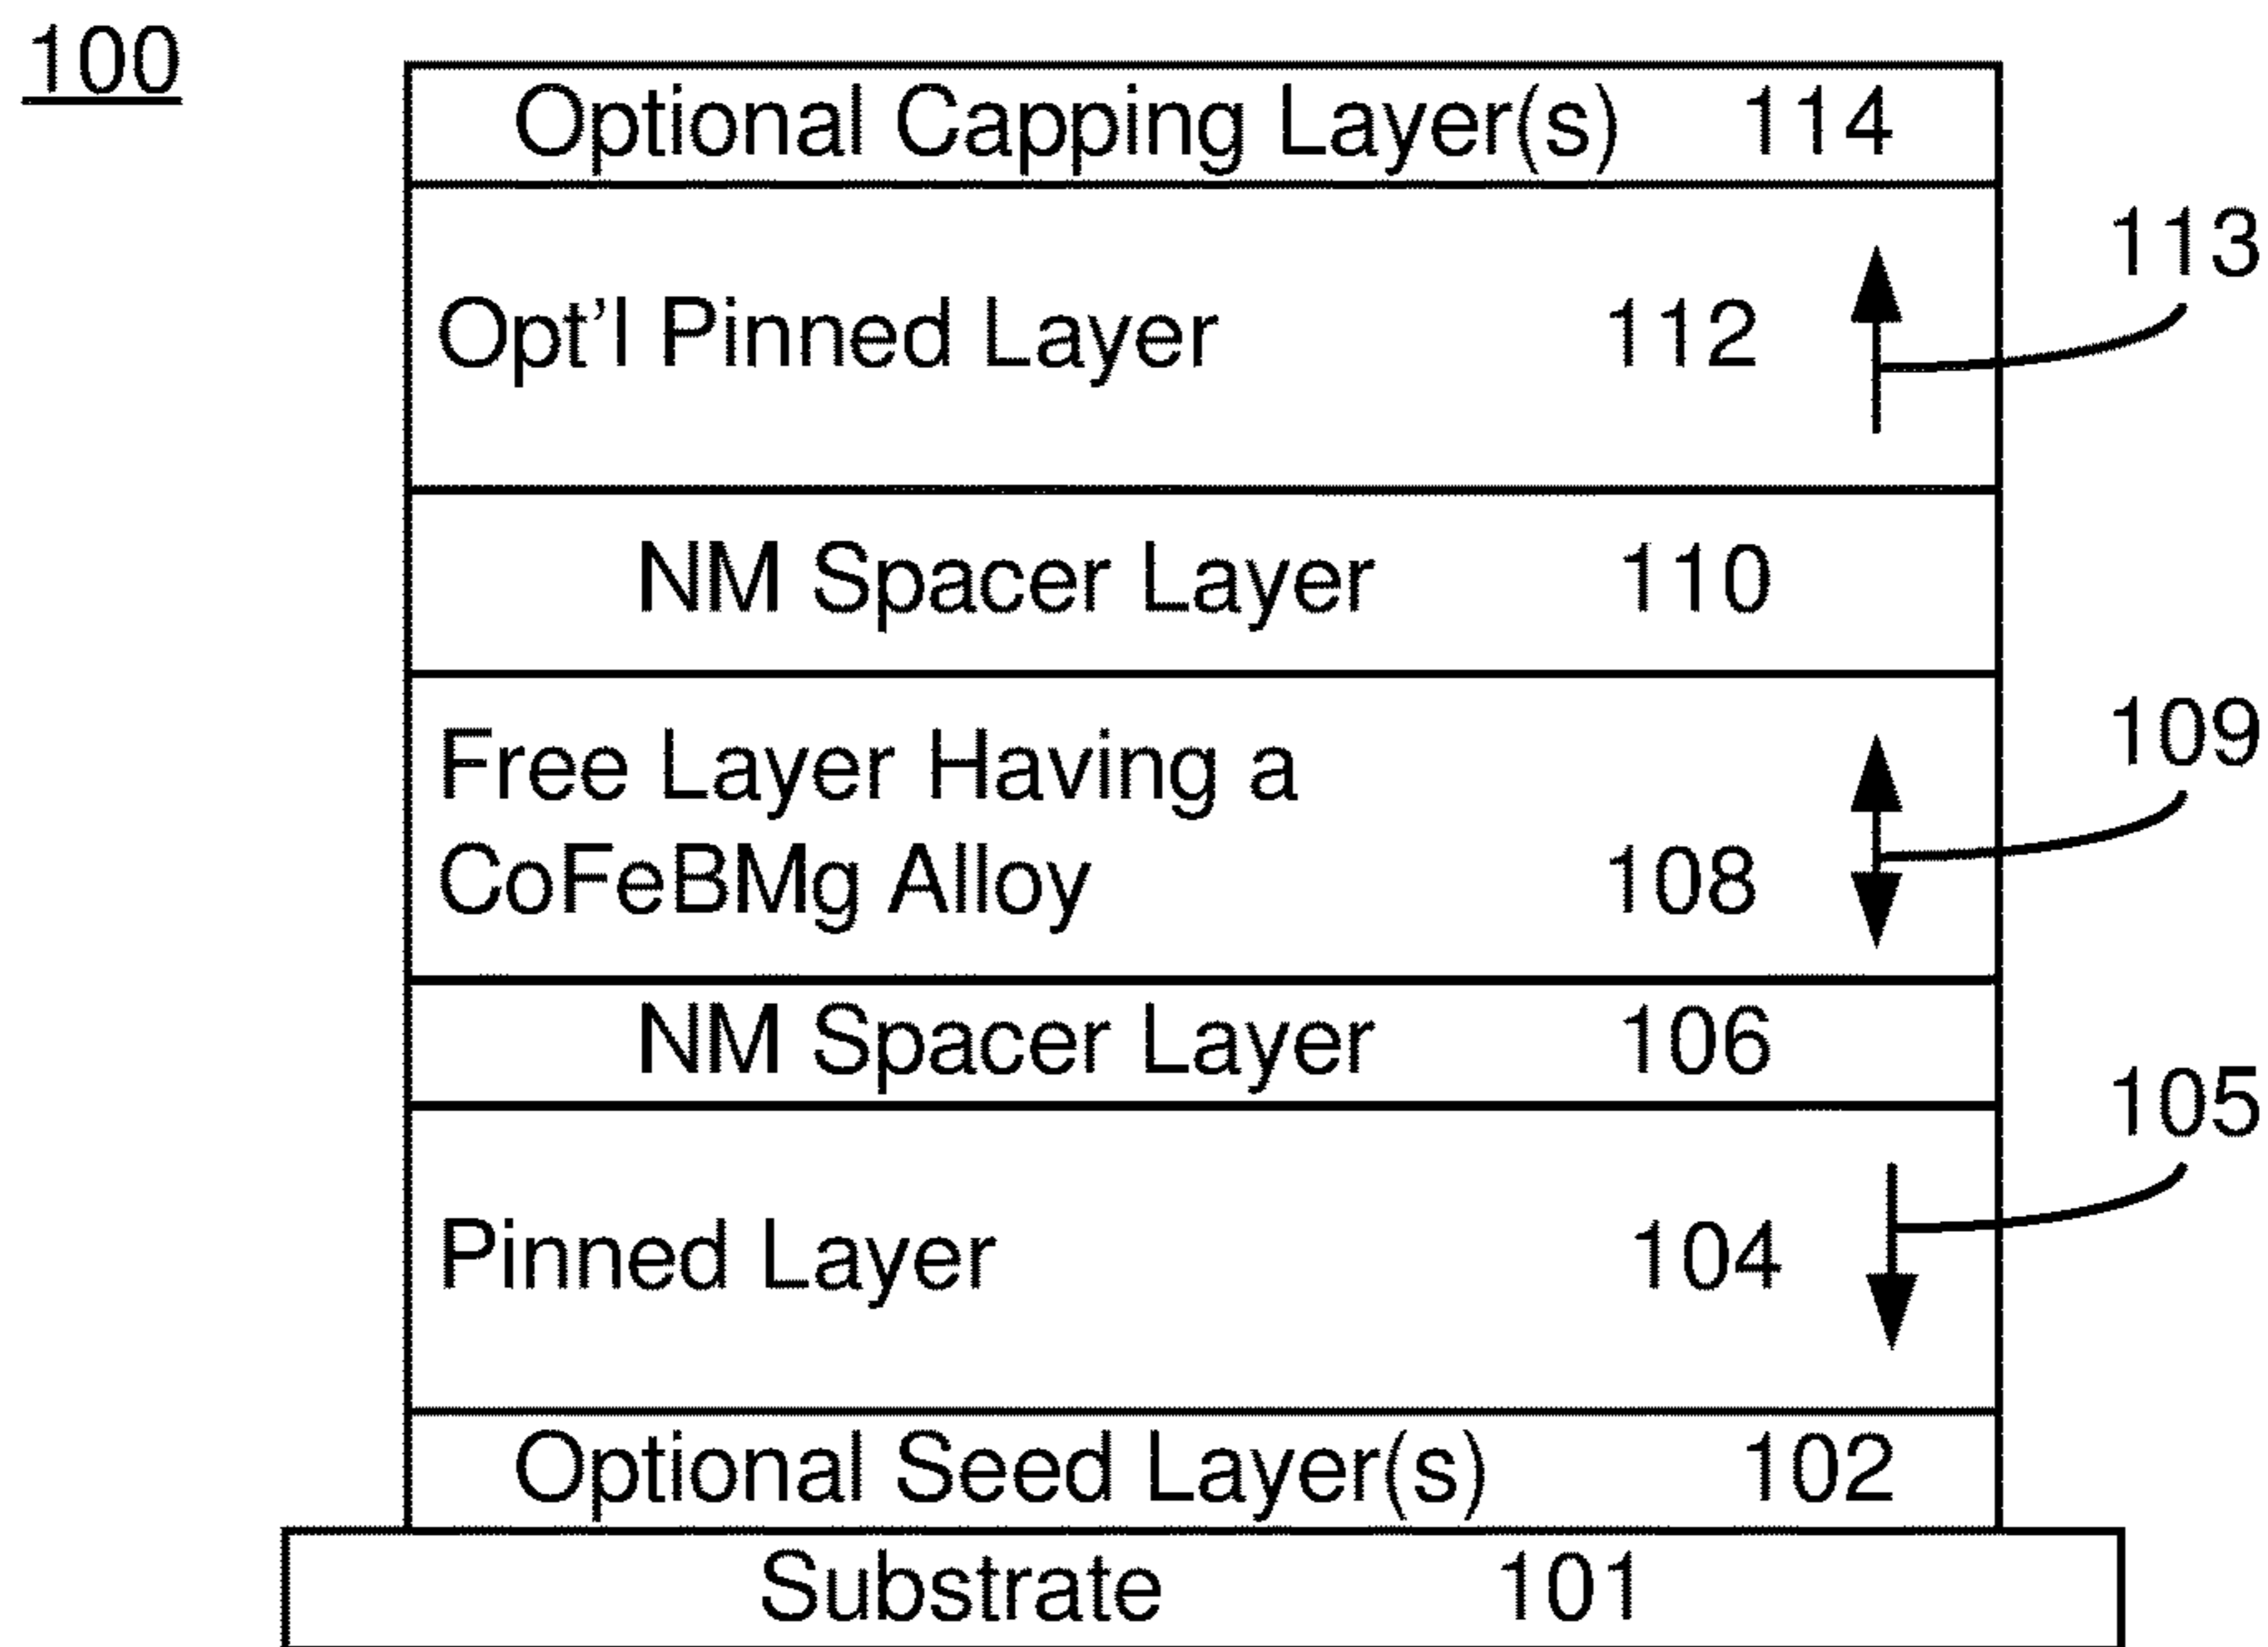 100
Optional Capping Layer(s) 114
113
Opt'l Pinned Layer 112
NM Spacer Layer 110
109
Free Layer Having a
CoFeBMg Alloy 108
NM Spacer Layer 106
105
Pinned Layer 104
Optional Seed Layer(s) 102
Substrate 101